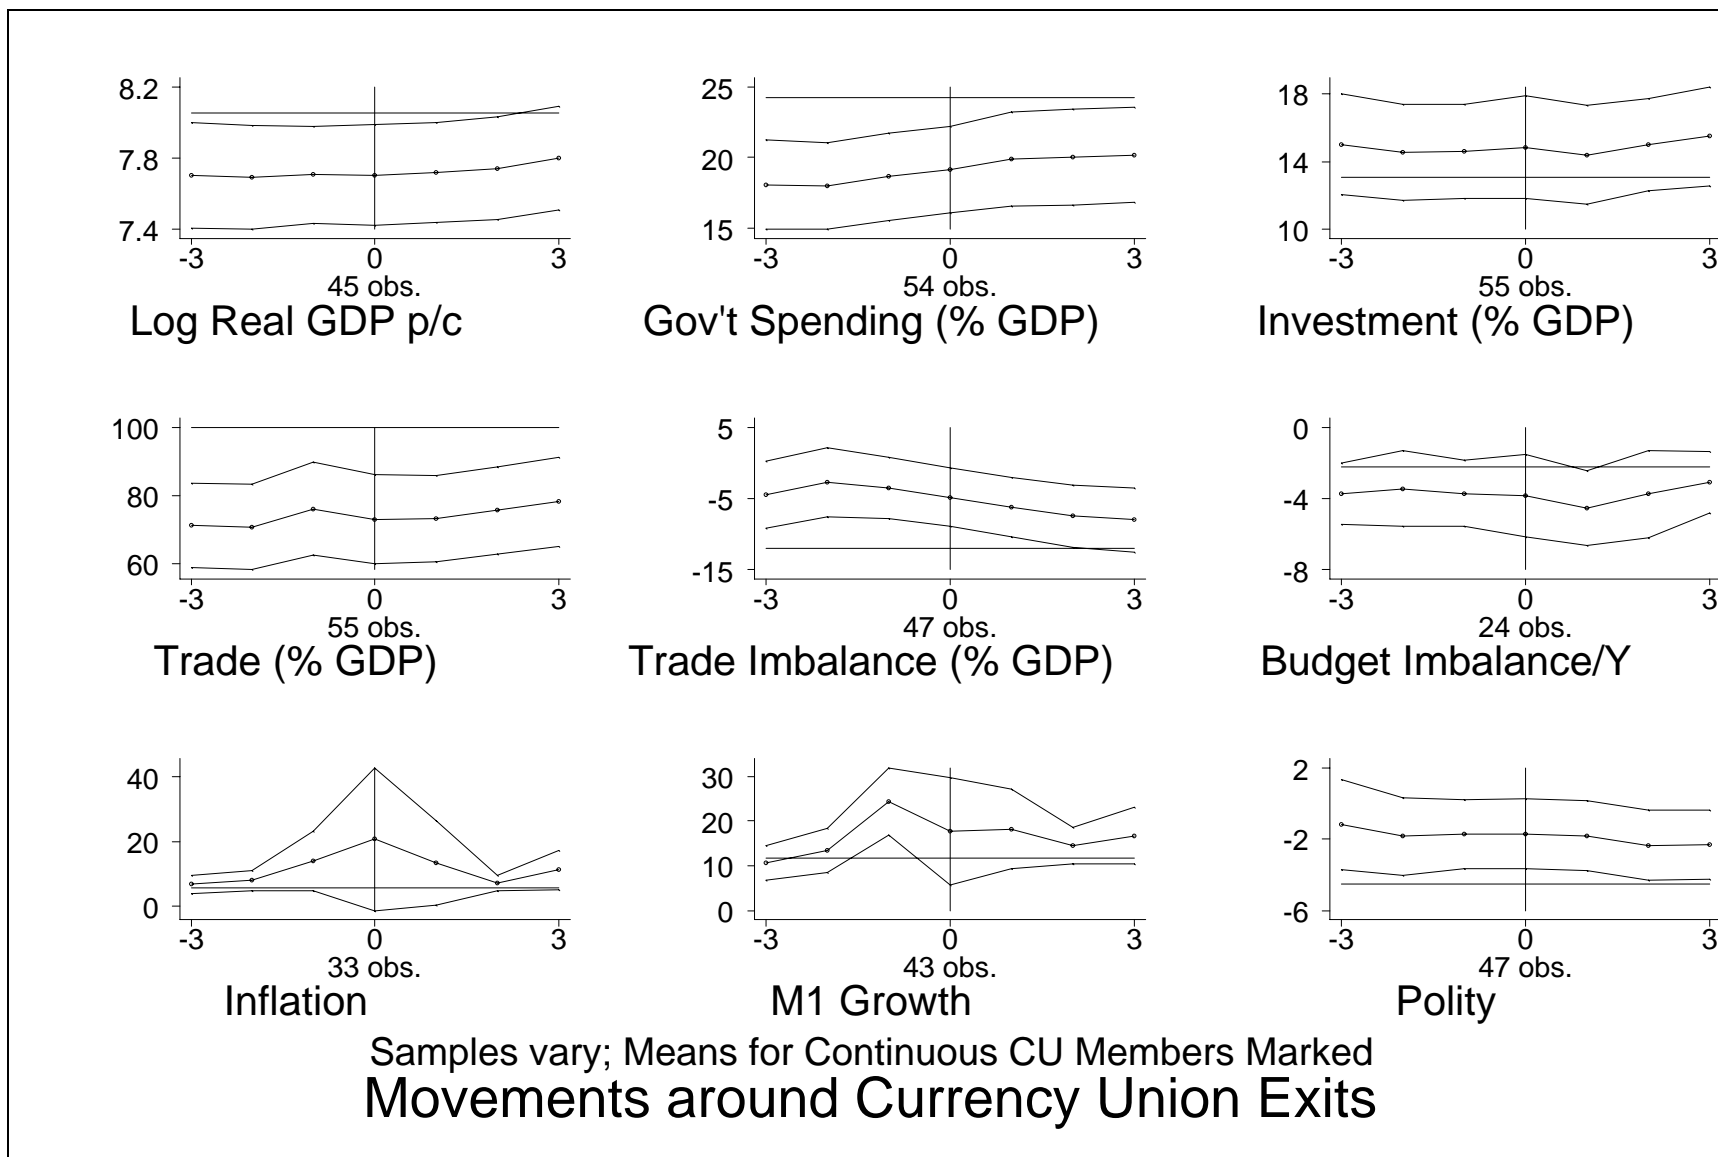 8.2
7.8
7.4
-3 0 3
45 obs.
Log Real GDP p/c
25
20
15
-3 0 3
54 obs.
Gov't Spending (% GDP)
18
14
10
-3 0 3
55 obs.
Investment (% GDP)
100
80
60
-3 0 3
55 obs.
Trade (% GDP)
5
-5
-15
-3 0 3
47 obs.
Trade Imbalance (% GDP)
0
-4
-8
-3 0 3
24 obs.
Budget Imbalance/Y
40
20
0
-3 0 3
33 obs.
Inflation
30
20
10
0
-3 0 3
43 obs.
M1 Growth
2
-2
-6
-3 0 3
47 obs.
Polity
Samples vary; Means for Continuous CU Members Marked
Movements around Currency Union Exits